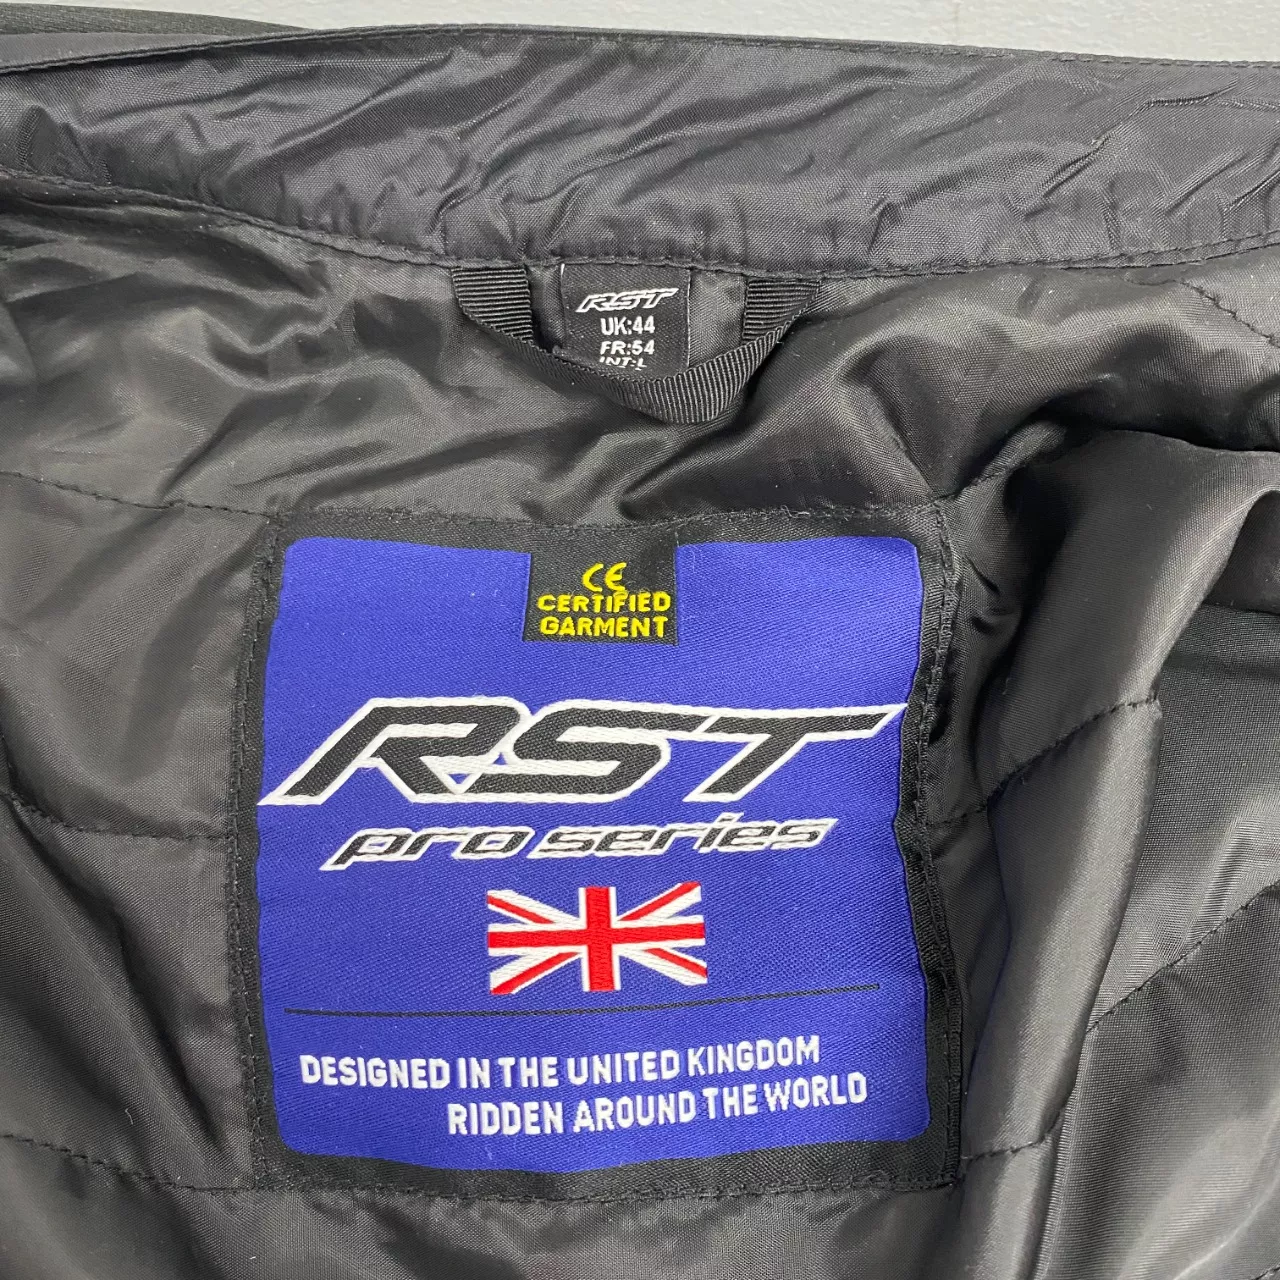 RST
UK:44
FR:54
INT:L
CE
CERTIFIED
GARMENT
RST
pro series
DESIGNED IN THE UNITED KINGDOM
RIDDEN AROUND THE WORLD